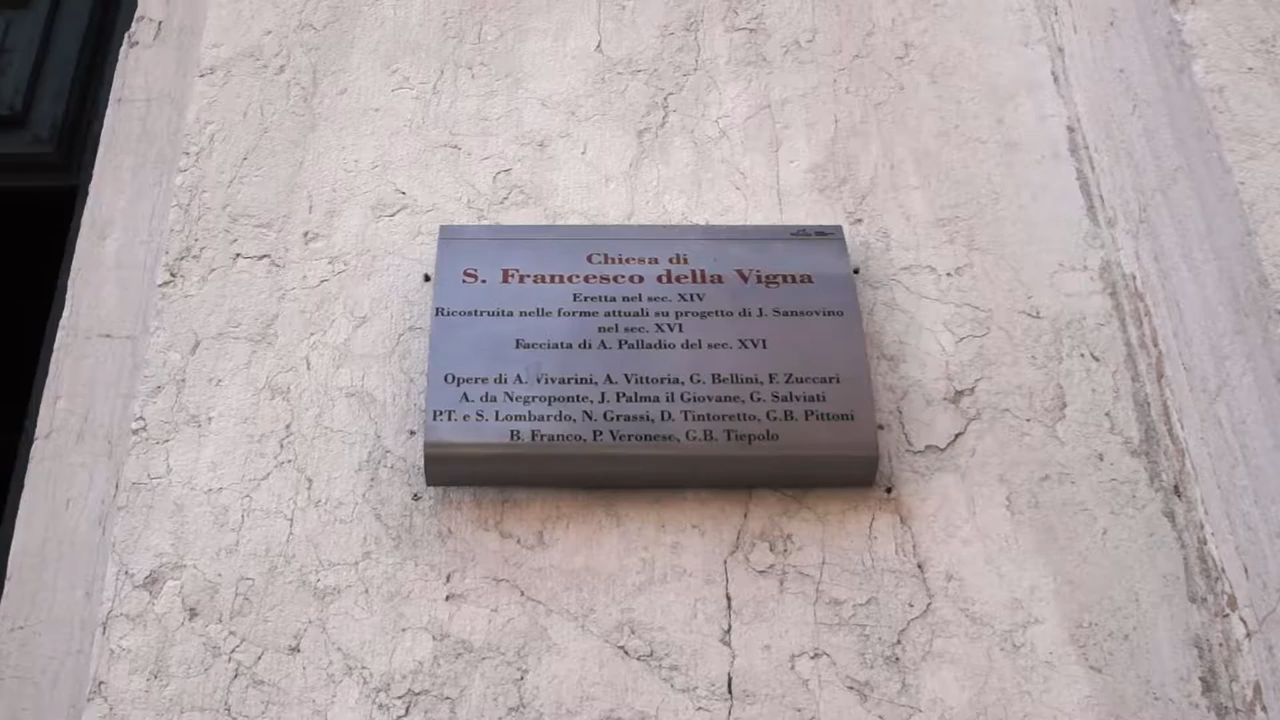 Chiesa di
S. Francesco della Vigna
Eretta nel sec. XIV
Ricostruita nelle forme attuali su progetto di J. Sansovino
nel sec. XVI
Facciata di A. Palladio del sec. XVI
Opere di A. Vivarini, A. Vittoria, G. Bellini, F. Zuccari
A. da Negroponte, J. Palma il Giovane, G. Salviati
P.T. e S. Lombardo, N. Grassi, D. Tintoretto, G.B. Pittoni
B. Franco, P. Veronese, G.B. Tiepolo